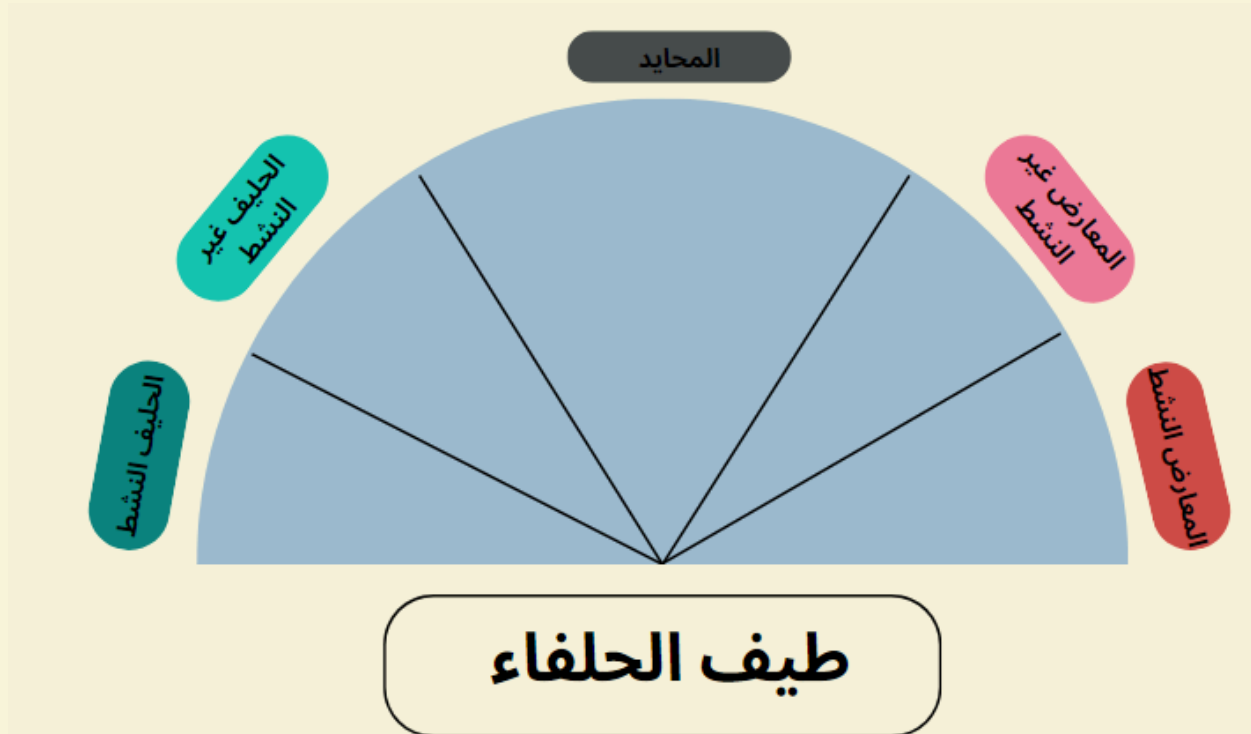 المحايد
المعارض غير
النشط
الحليف غير
النشط
المعارض النشط
الحليف النشط
طيف الحلفاء